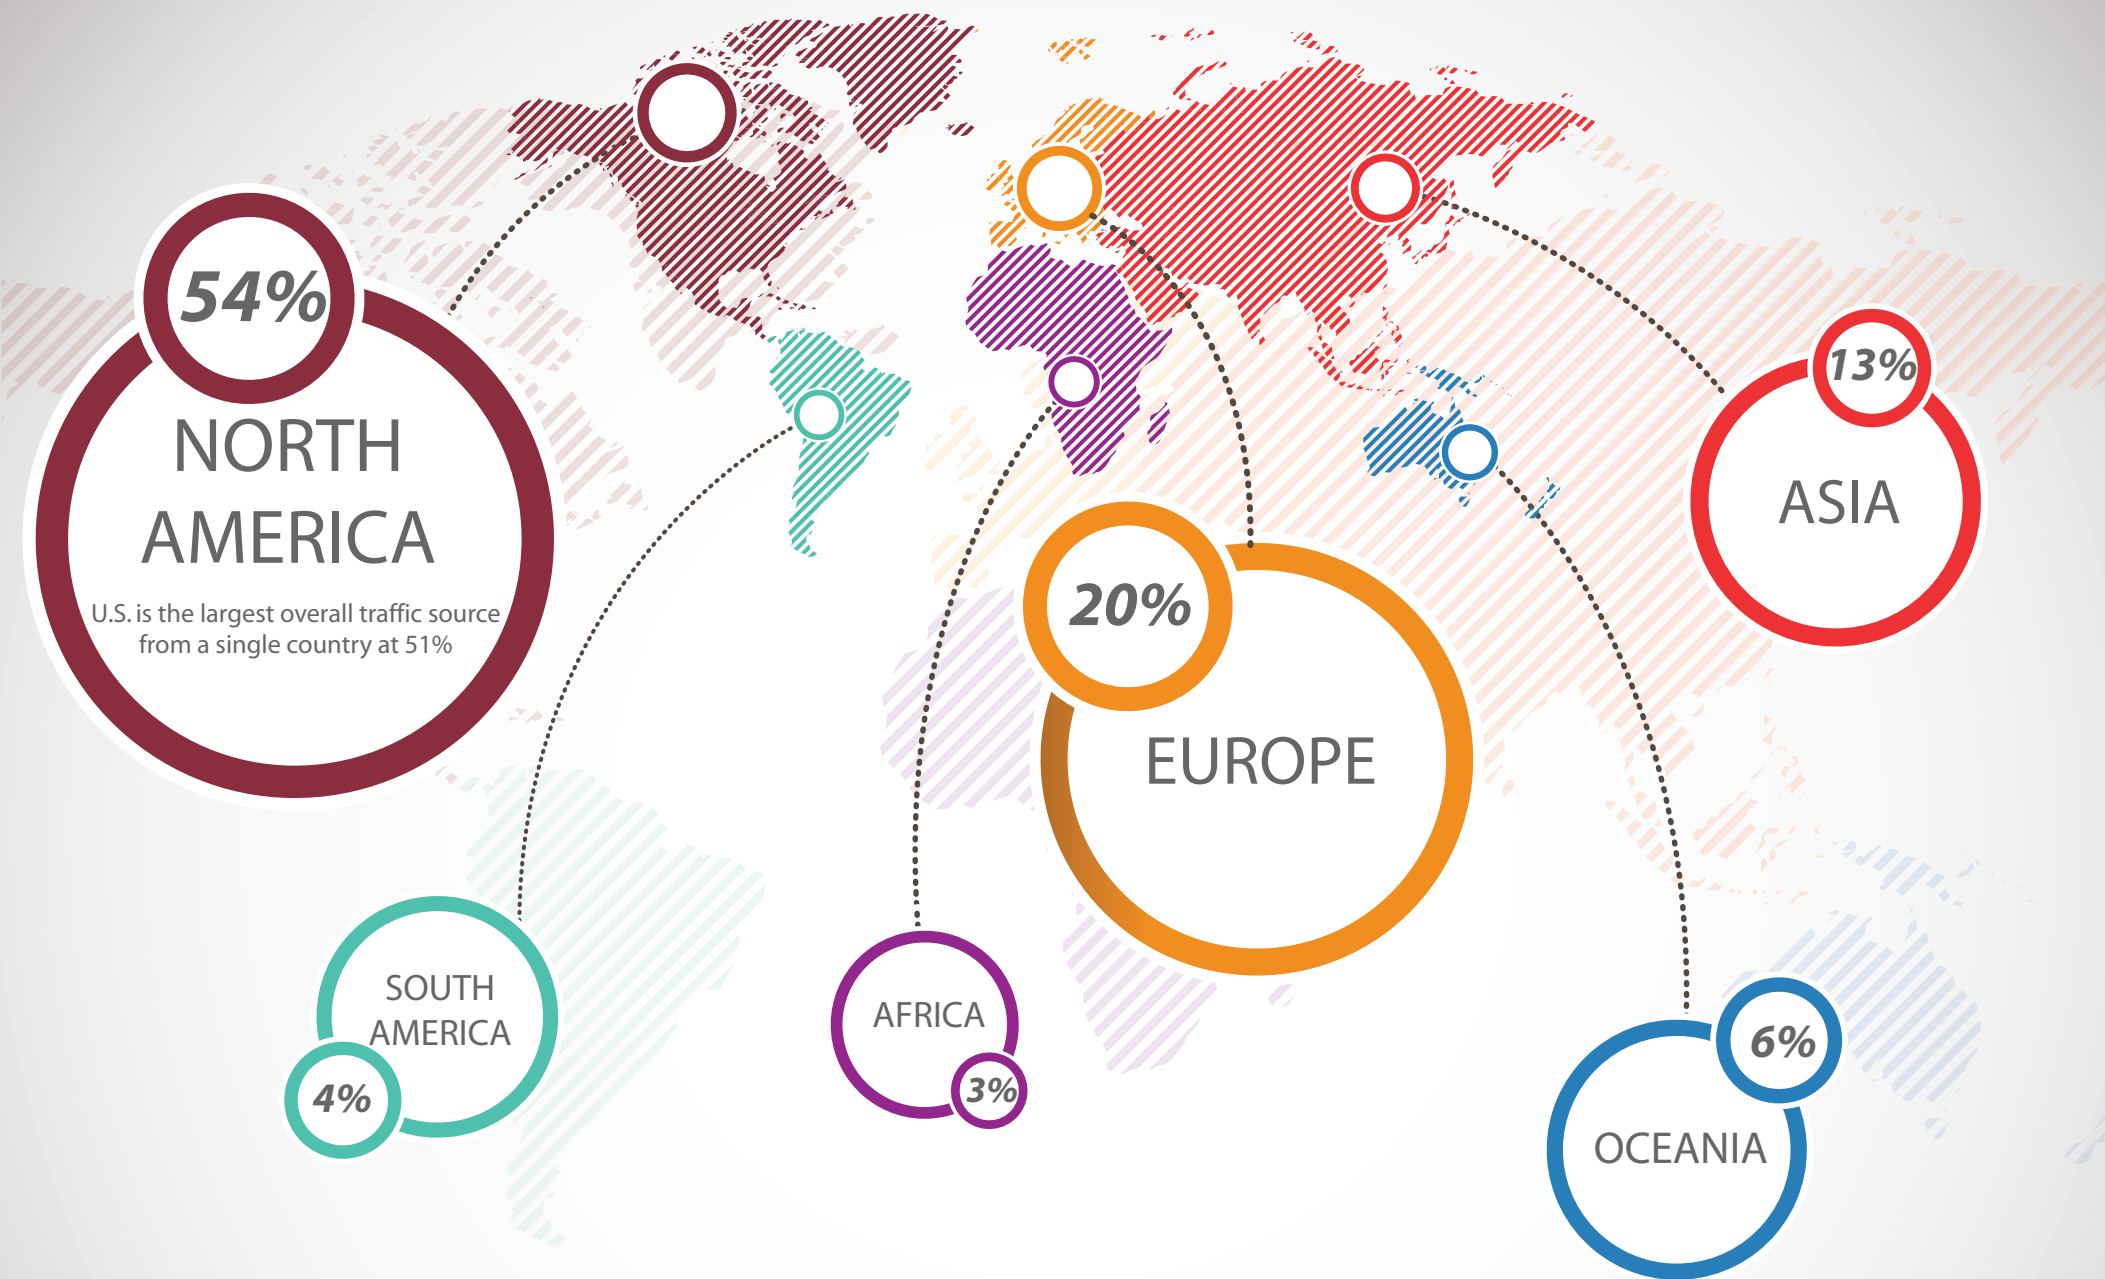 54%
NORTH
AMERICA
U.S. is the largest overall traffic source
from a single country at 51%
13%
ASIA
20%
EUROPE
SOUTH
AMERICA
4%
AFRICA
3%
6%
OCEANIA